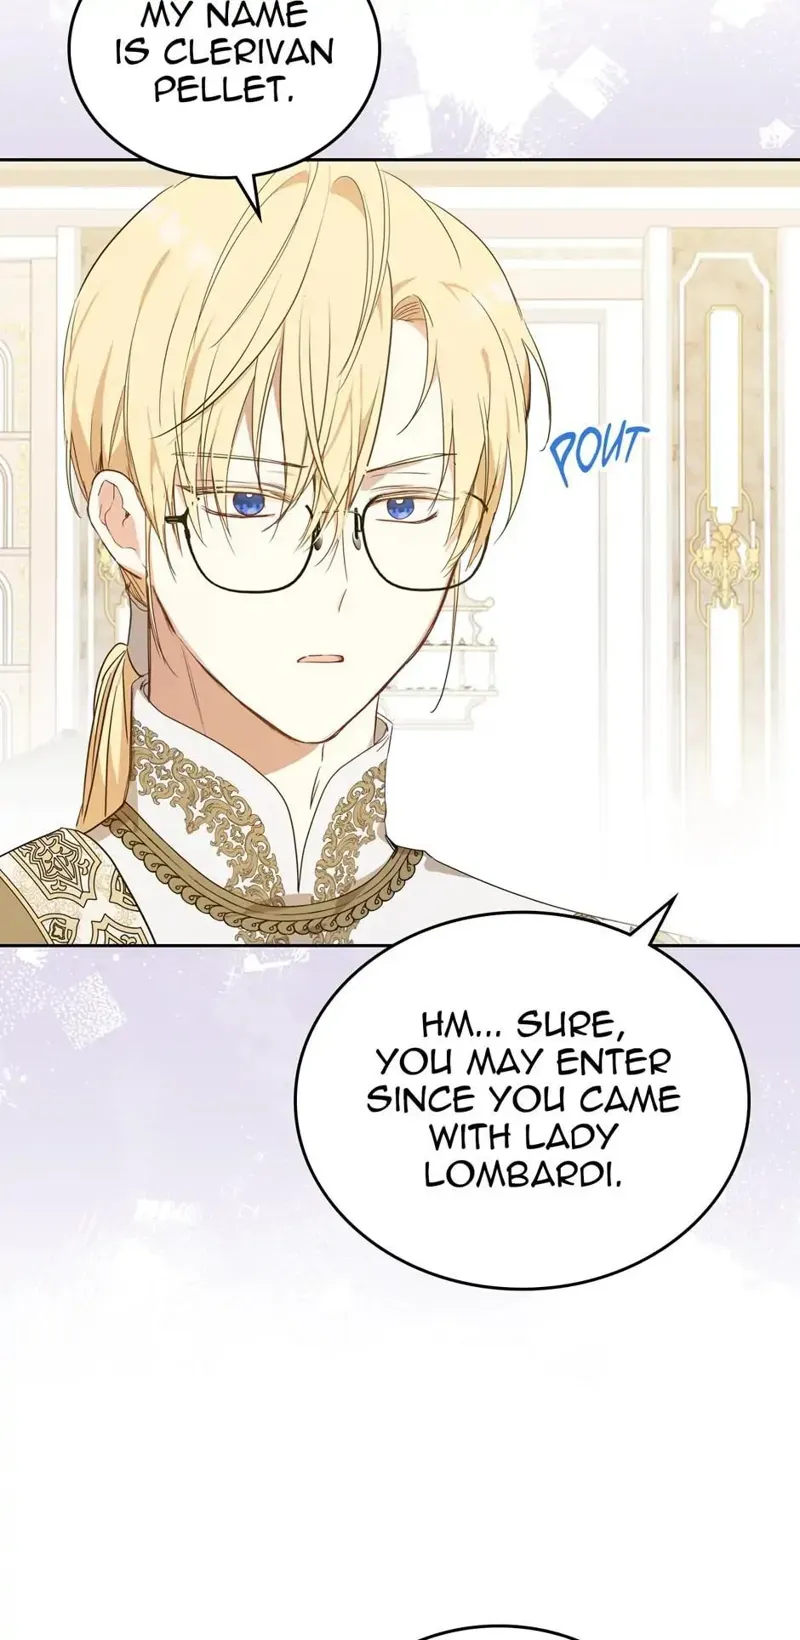 MY NAME
IS CLERIVAN
PELLET.
POUT
HM... SURE,
YOU MAY ENTER
SINCE YOU CAME
WITH LADY
LOMBARDI.